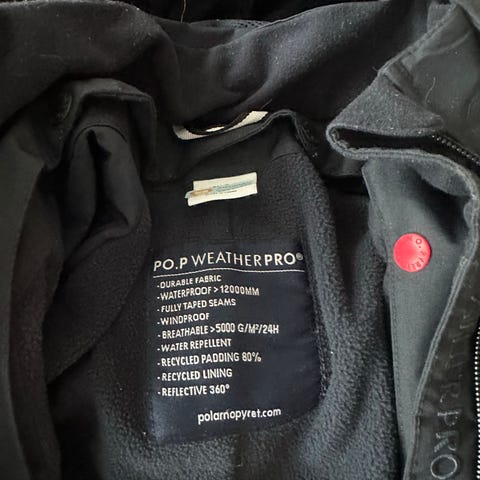 PO.P WEATHERPRO®
-DURABLE FABRIC
-WATERPROOF >12000MM
-FULLY TAPED SEAMS
-WINDPROOF
-BREATHABLE >5000 G/M²/24H
-WATER REPELLENT
-RECYCLED PADDING 80%
-RECYCLED LINING
-REFLECTIVE 360°
polarnopyret.com